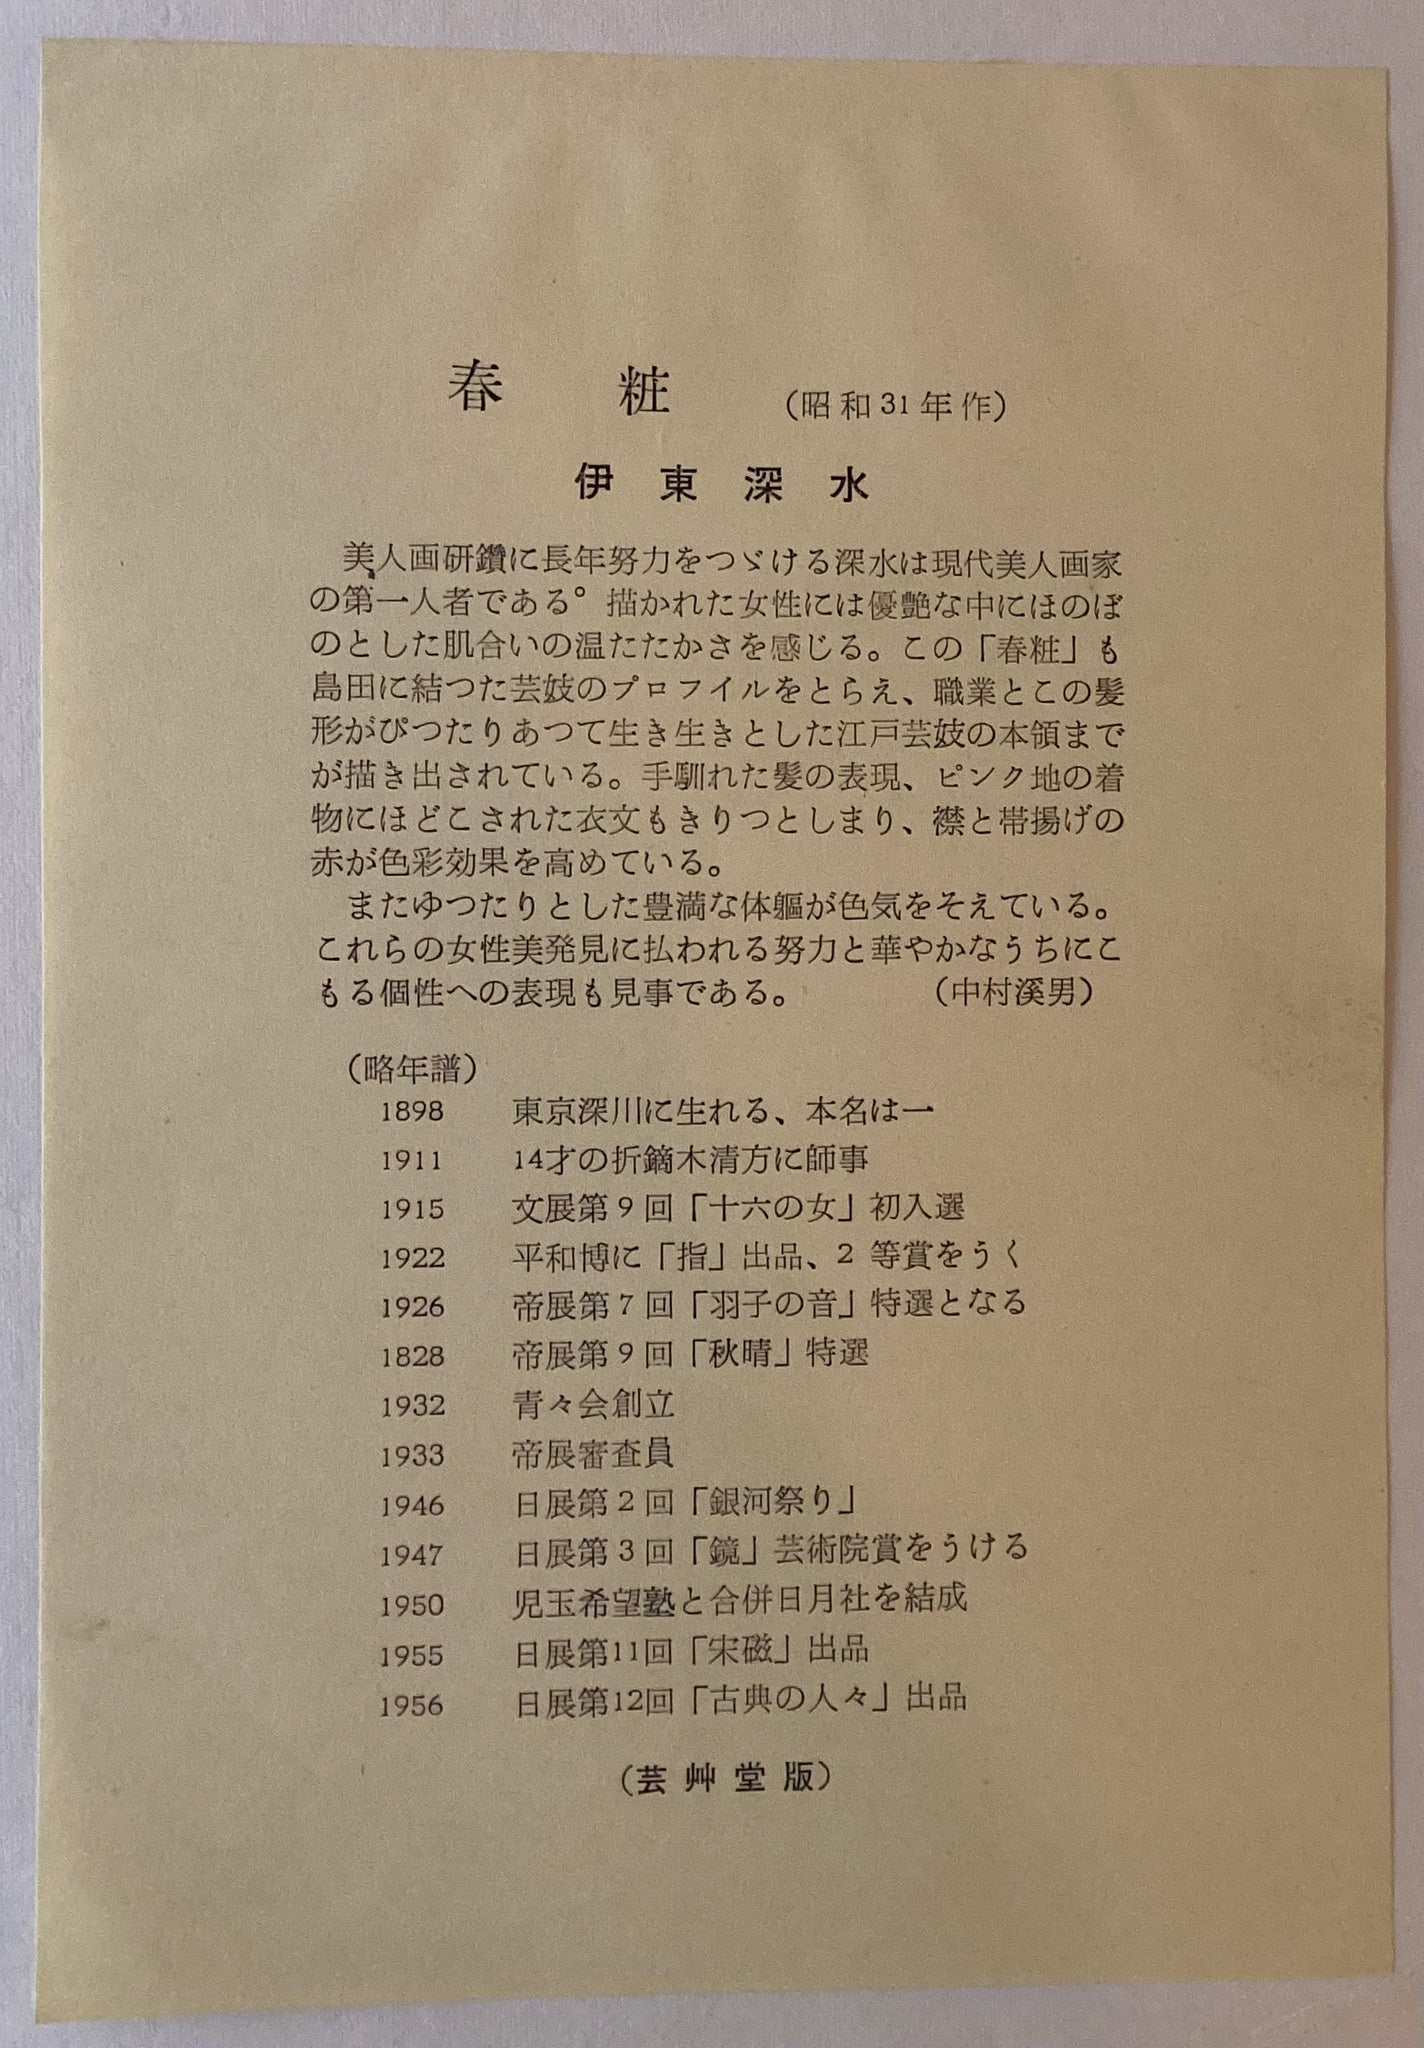 春　粧　（昭和31年作）
伊東深水
美人画研鑽に長年努力をつゞける深水は現代美人画家
の第一人者である°描かれた女性には優艶な中にほのぼ
のとした肌合いの温たたかさを感じる。この「春粧」も
島田に結つた芸妓のプロフイルをとらえ、職業とこの髪
形がぴつたりあつて生き生きとした江戸芸妓の本領まで
が描き出されている。手馴れた髪の表現、ピンク地の着
物にほどこされた衣文もきりつとしまり、襟と帯揚げの
赤が色彩効果を高めている。
またゆつたりとした豊満な体軀が色気をそえている。
これらの女性美発見に払われる努力と華やかなうちにこ
もる個性への表現も見事である。　（中村溪男）
（略年譜）
1898　東京深川に生れる、本名は一
1911　14才の折鏑木清方に師事
1915　文展第9回「十六の女」初入選
1922　平和博に「指」出品、2等賞をうく
1926　帝展第7回「羽子の音」特選となる
1828　帝展第9回「秋晴」特選
1932　青々会創立
1933　帝展審査員
1946　日展第2回「銀河祭り」
1947　日展第3回「鏡」芸術院賞をうける
1950　児玉希望塾と合併日月社を結成
1955　日展第11回「宋磁」出品
1956　日展第12回「古典の人々」出品
（芸艸堂版）